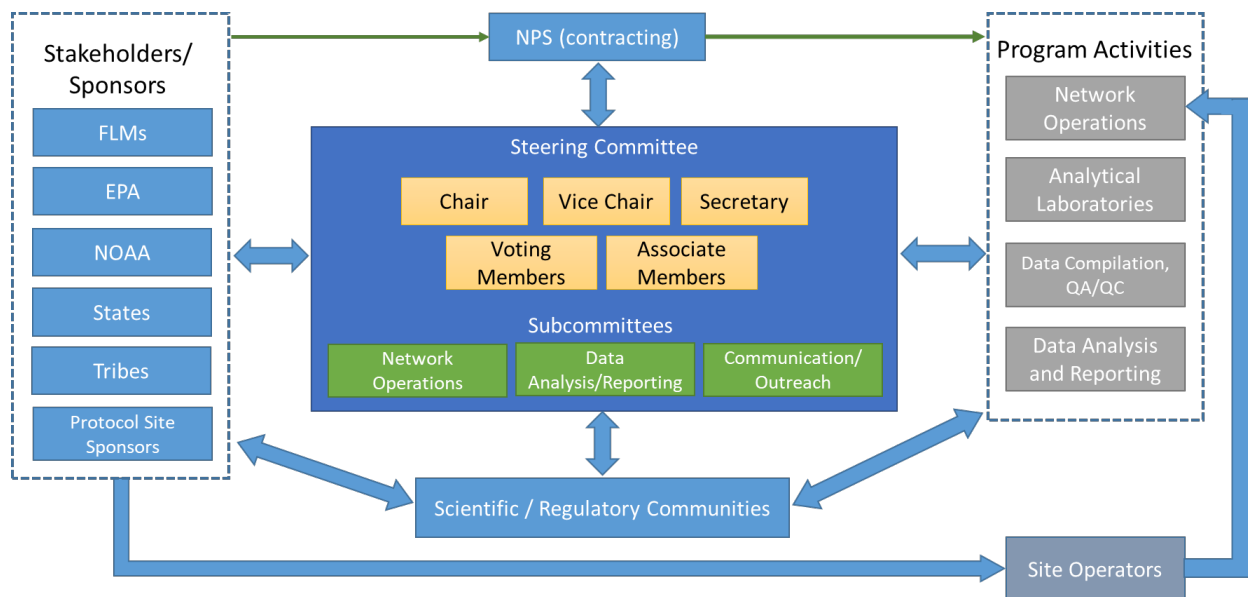 Stakeholders/
Sponsors
FLMs
EPA
NOAA
States
Tribes
Protocol Site
Sponsors
NPS (contracting)
Steering Committee
Chair
Vice Chair
Secretary
Voting
Members
Associate
Members
Subcommittees
Network
Operations
Data
Analysis/Reporting
Communication/
Outreach
Scientific / Regulatory Communities
Program Activities
Network
Operations
Analytical
Laboratories
Data Compilation,
QA/QC
Data Analysis
and Reporting
Site Operators